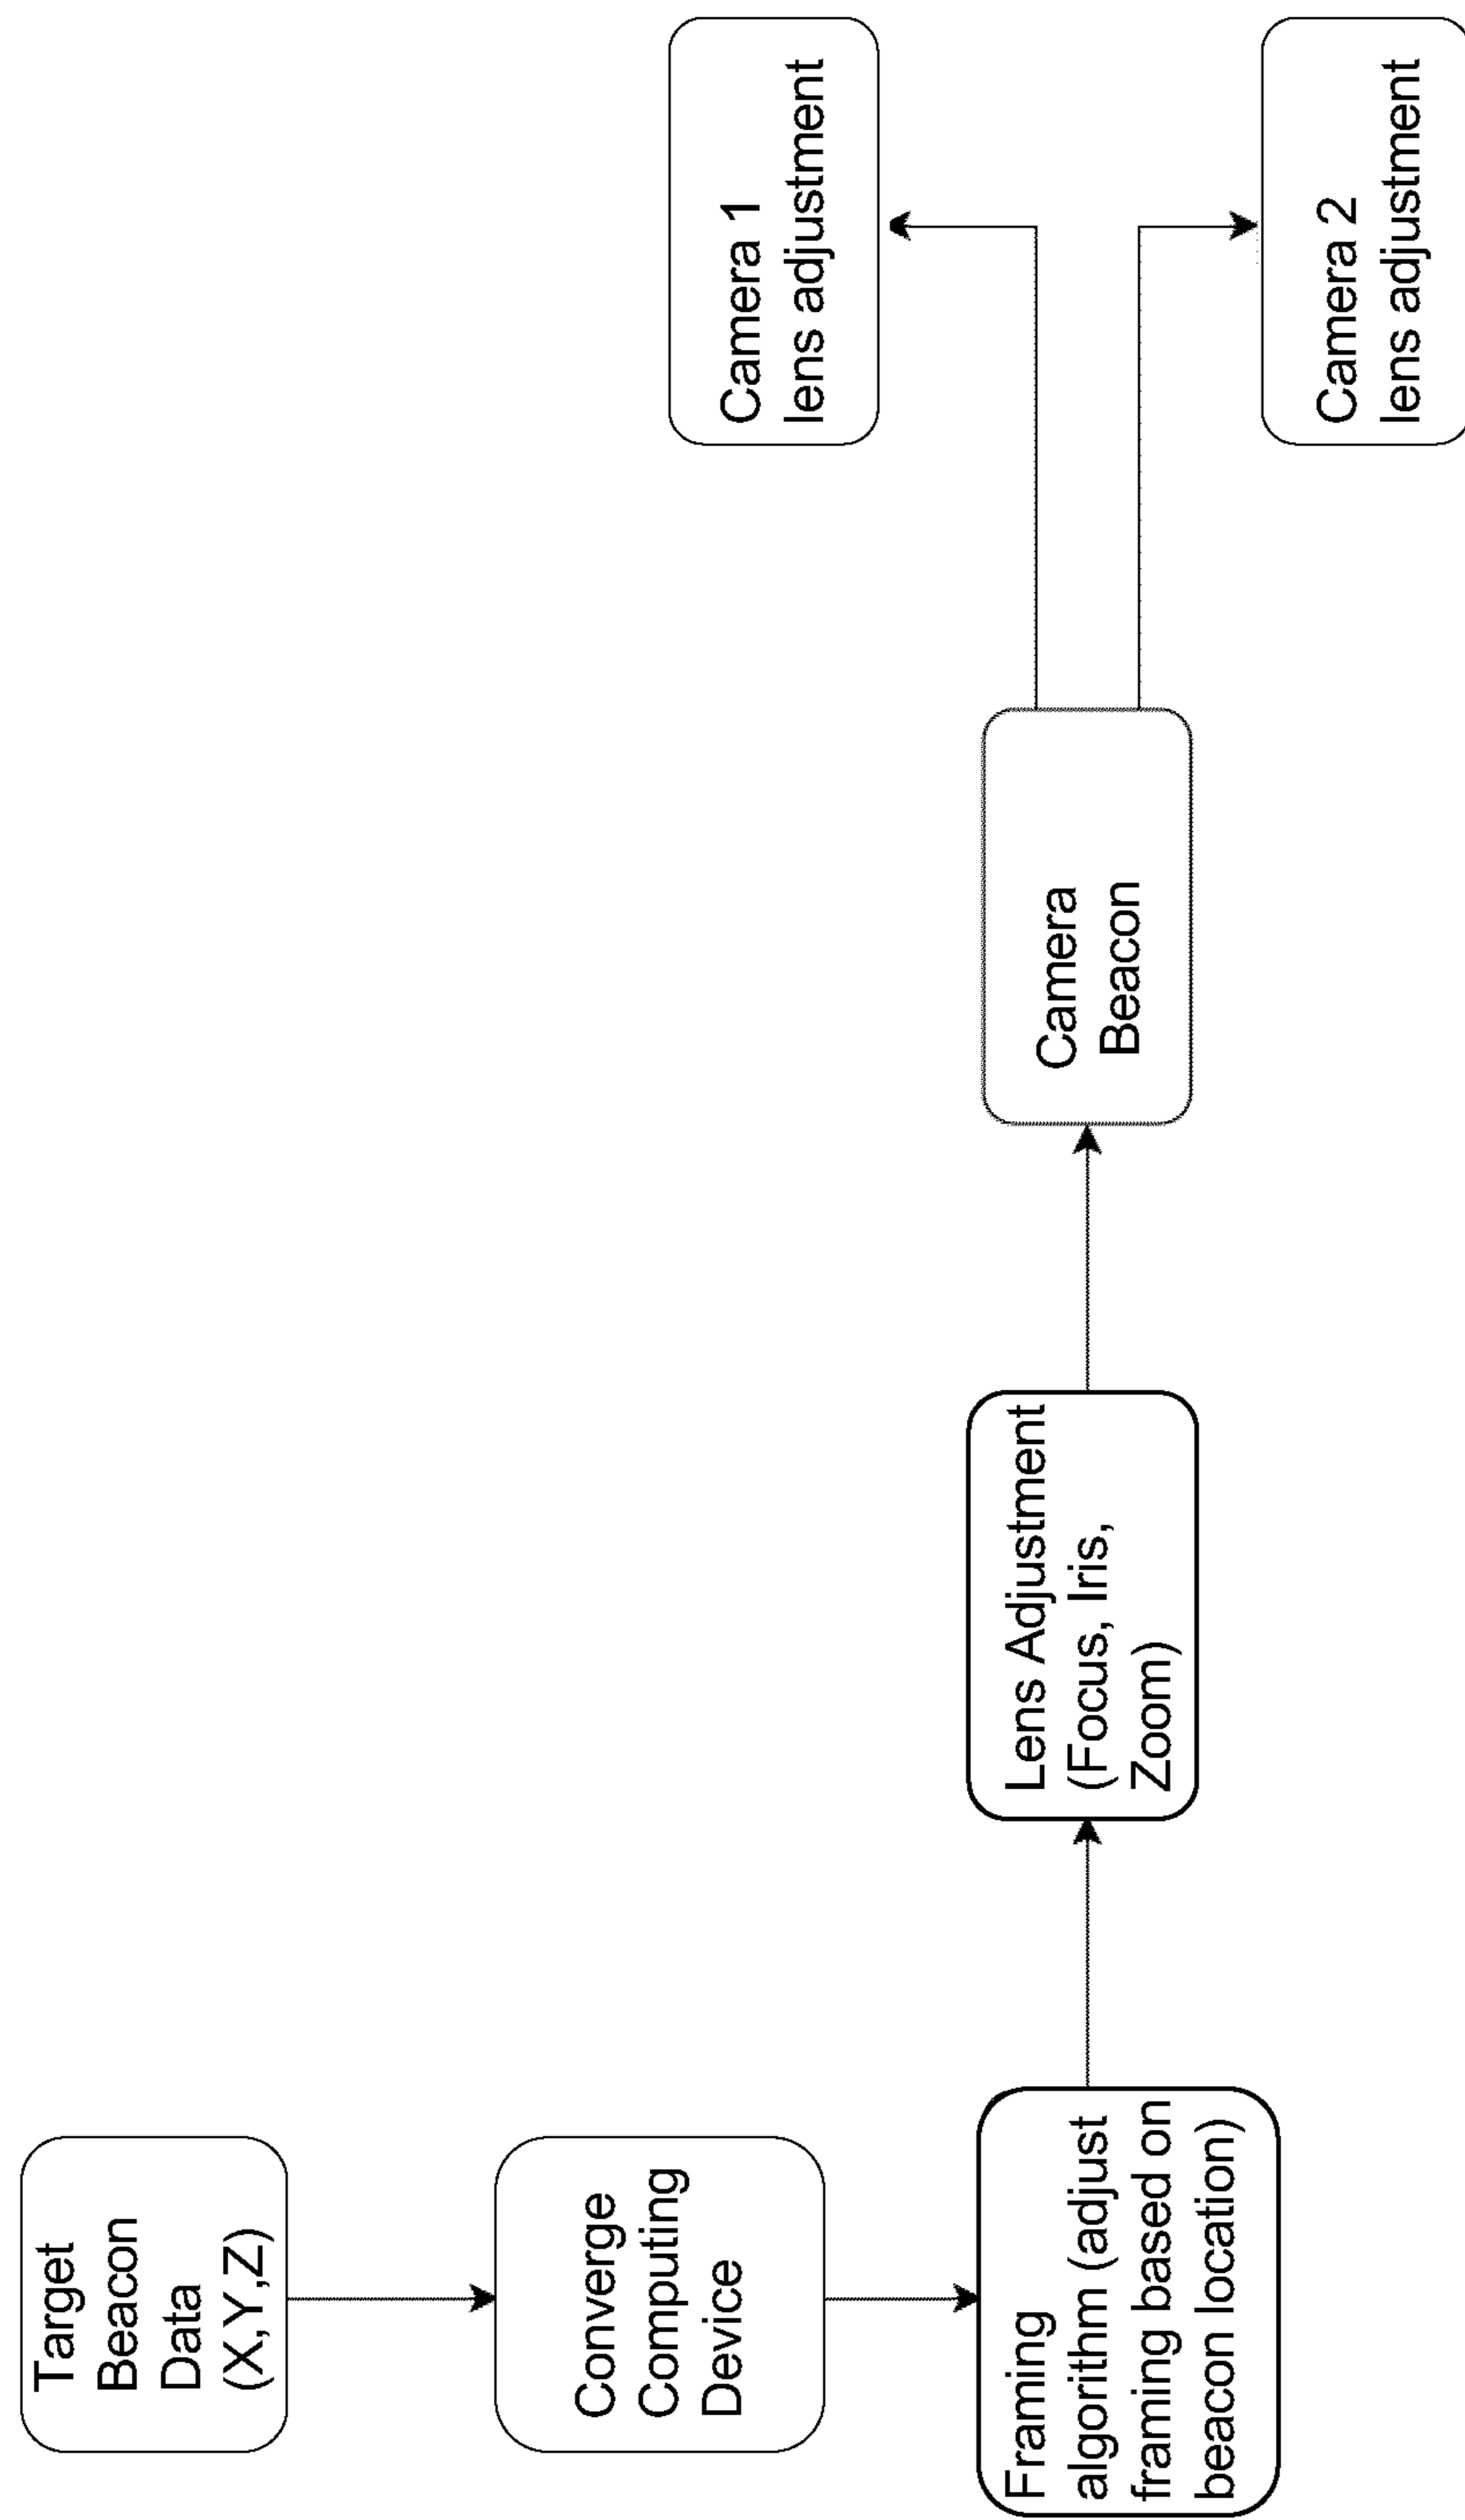 Target
Beacon
Data
(X,Y,Z)
Converge
Computing
Device
Framing
algorithm (adjust
framing based on
beacon location)
Lens Adjustment
(Focus, Iris,
Zoom)
Camera
Beacon
Camera 1
lens adjustment
Camera 2
lens adjustment